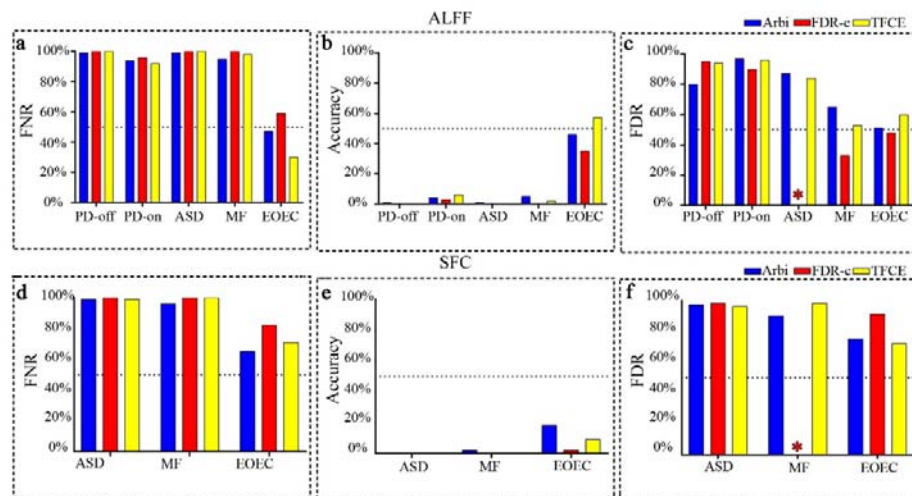 ALFF
Arbi FDR-c TFCE
a
FNR
100%
80%
60%
40%
20%
0%
PD-off PD-on ASD MF EOEC
b
Accuracy
100%
80%
60%
40%
20%
0%
PD-off PD-on ASD MF EOEC
c
FDR
100%
80%
60%
40%
20%
0%
*
PD-off PD-on ASD MF EOEC
SFC
Arbi FDR-c TFCE
d
FNR
100%
80%
60%
40%
20%
0%
ASD MF EOEC
e
Accuracy
100%
80%
60%
40%
20%
0%
ASD MF EOEC
f
FDR
100%
80%
60%
40%
20%
0%
*
ASD MF EOEC